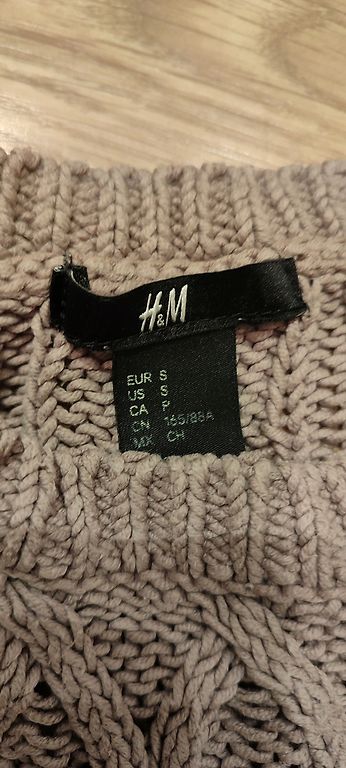 H&M
EUR S
US S
CA P
CN 165/88A
MX CH